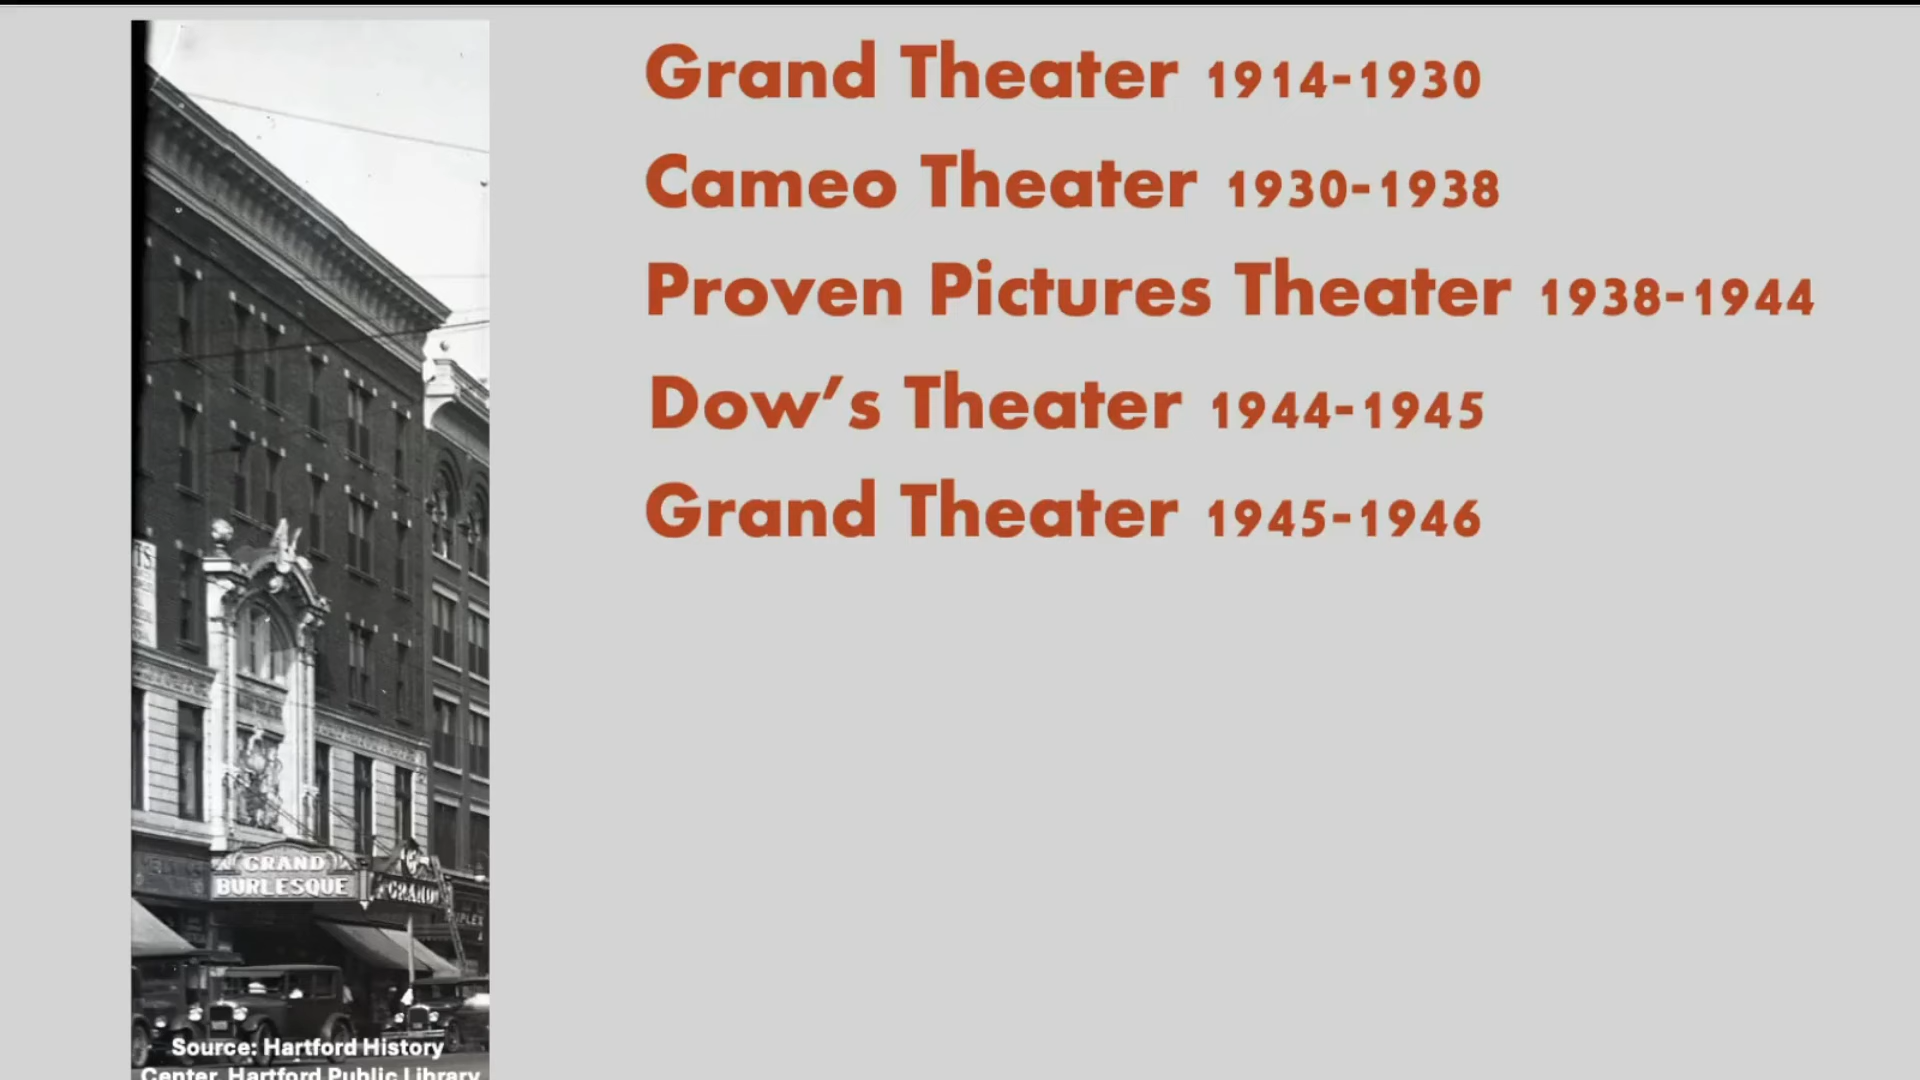 Grand Theater 1914-1930
Cameo Theater 1930-1938
Proven Pictures Theater 1938-1944
Dow's Theater 1944-1945
Grand Theater 1945-1946
GRAND
BURLESQUE
GRAND
Source: Hartford History
Center, Hartford Public Library